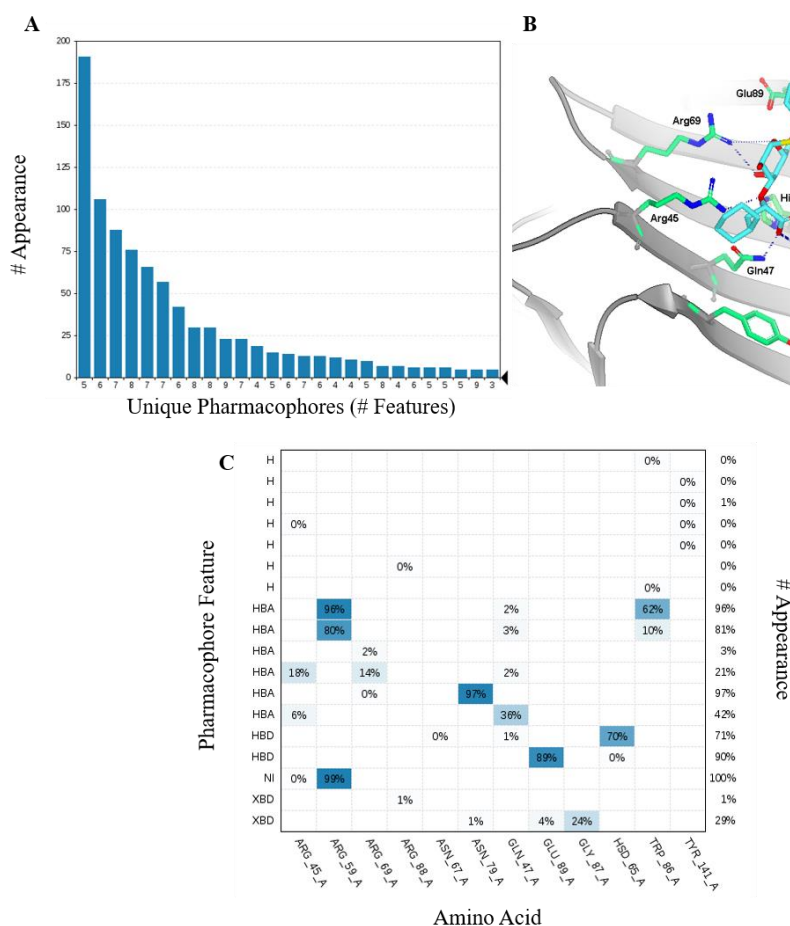 A
200
175
150
125
100
75
50
25
0
# Appearance
5 6 7 8 7 7 6 8 8 9 7 4 5 6 7 6 4 4 5 8 4 6 5 5 5 9 3
Unique Pharmacophores (# Features)
B
Glu89
Arg69
Hi
Arg45
Gln47
C
Pharmacophore Feature
# Appearance
H 0% 0%
H 0% 0%
H 0% 1%
H 0% 0% 0%
H 0% 0%
H 0% 0%
H 0% 0%
HBA 96% 2% 62% 96%
HBA 80% 3% 10% 81%
HBA 2% 3%
HBA 18% 14% 2% 21%
HBA 0% 97% 97%
HBA 6% 36% 42%
HBD 0% 1% 70% 71%
HBD 89% 0% 90%
NI 0% 99% 100%
XBD 1% 1%
XBD 1% 4% 24% 29%
ARG_45_A ARG_59_A ARG_69_A ARG_88_A ASN_67_A ASN_79_A GLN_47_A GLU_89_A GLY_87_A HSD_65_A TRP_86_A TYR_141_A
Amino Acid